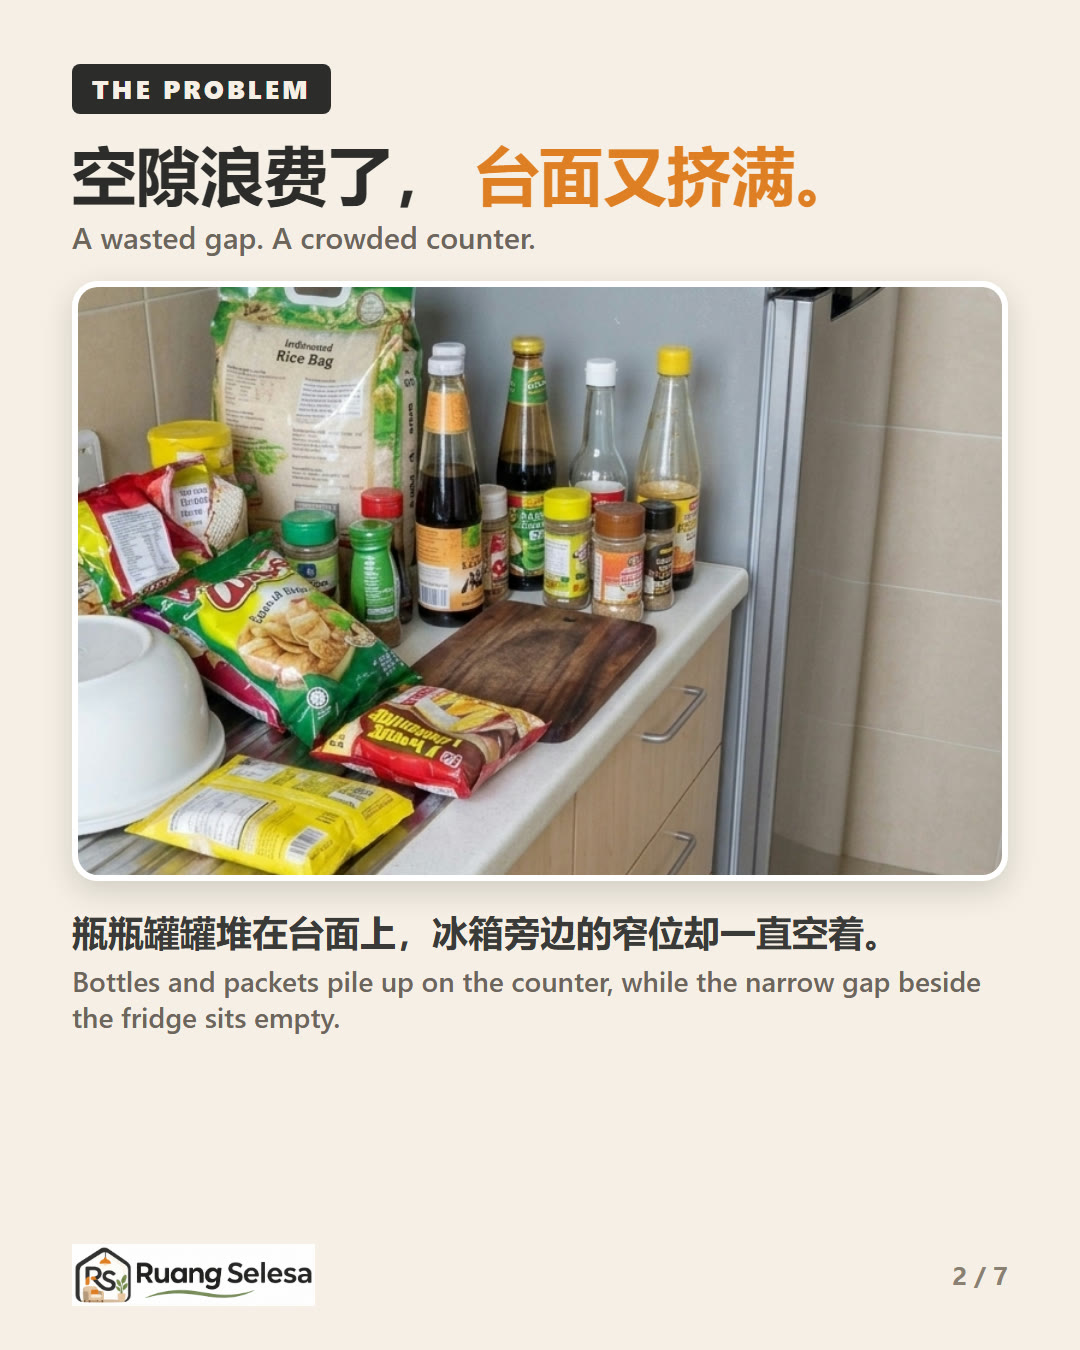 THE PROBLEM
空隙浪费了， 台面又挤满。
A wasted gap. A crowded counter.
Rice Bag
瓶瓶罐罐堆在台面上，冰箱旁边的窄位却一直空着。
Bottles and packets pile up on the counter, while the narrow gap beside
the fridge sits empty.
RS Ruang Selesa
2 / 7